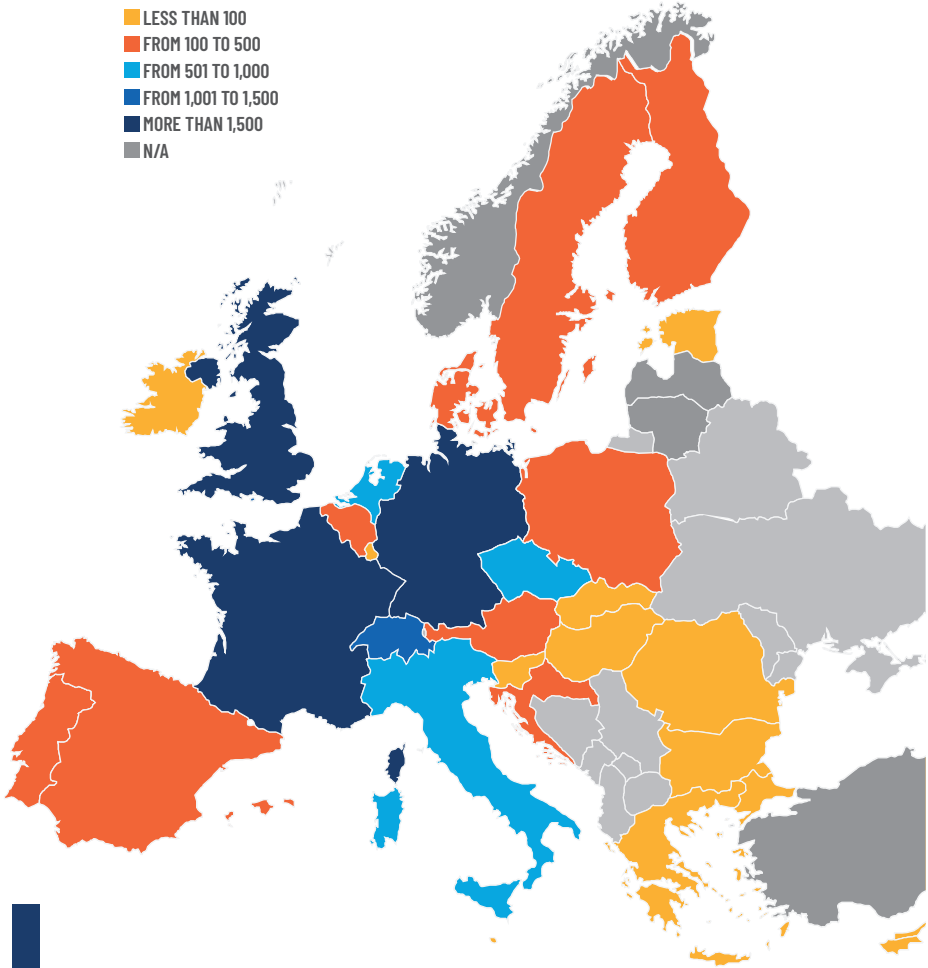 LESS THAN 100
FROM 100 TO 500
FROM 501 TO 1,000
FROM 1,001 TO 1,500
MORE THAN 1,500
N/A